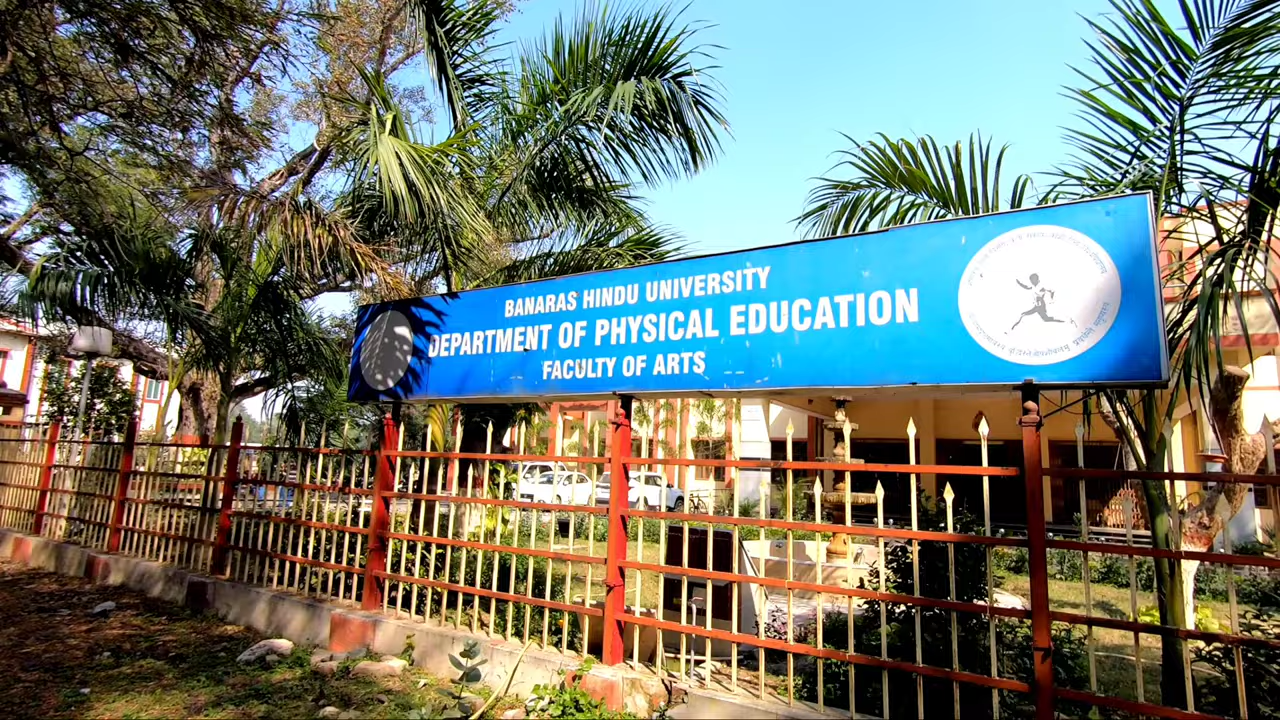 BANARAS HINDU UNIVERSITY
DEPARTMENT OF PHYSICAL EDUCATION
FACULTY OF ARTS